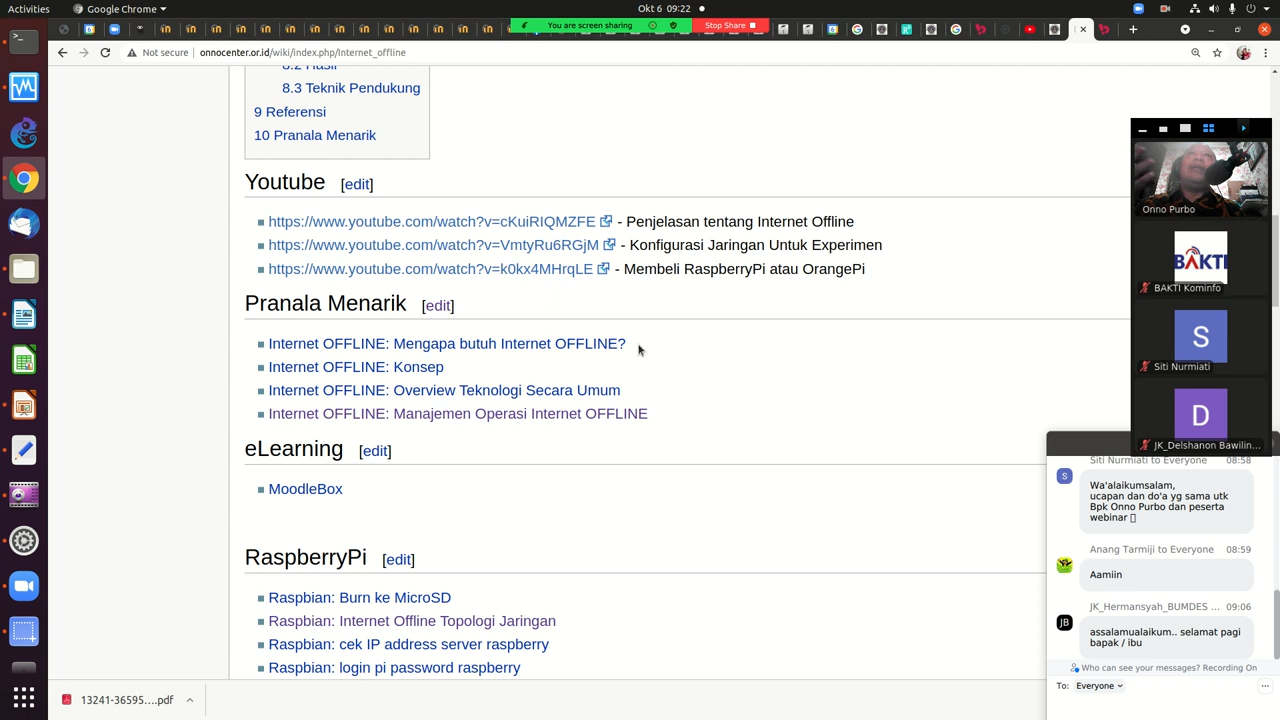 Activities
Google Chrome
Okt 6 09:22
You are screen sharing
Stop Share
Not secure
onnocenter.or.id/wiki/index.php/Internet_offline
8.2 Hasil
8.3 Teknik Pendukung
9 Referensi
10 Pranala Menarik
Youtube [edit]
https://www.youtube.com/watch?v=cKuiRIQMZFE - Penjelasan tentang Internet Offline
https://www.youtube.com/watch?v=VmtyRu6RGjM - Konfigurasi Jaringan Untuk Experimen
https://www.youtube.com/watch?v=k0kx4MHrqLE - Membeli RaspberryPi atau OrangePi
Pranala Menarik [edit]
Internet OFFLINE: Mengapa butuh Internet OFFLINE?
Internet OFFLINE: Konsep
Internet OFFLINE: Overview Teknologi Secara Umum
Internet OFFLINE: Manajemen Operasi Internet OFFLINE
eLearning [edit]
MoodleBox
RaspberryPi [edit]
Raspbian: Burn ke MicroSD
Raspbian: Internet Offline Topologi Jaringan
Raspbian: cek IP address server raspberry
Raspbian: login pi password raspberry
13241-36595....pdf
Onno Purbo
BAKTI
BAKTI Kominfo
S
Siti Nurmiati
D
JK_Delshanon Bawilin...
Siti Nurmiati to Everyone 08:58
S
Wa'alaikumsalam,
ucapan dan do'a yg sama utk
Bpk Onno Purbo dan peserta
webinar
Anang Tarmiji to Everyone 08:59
Aamiin
JK_Hermansyah_BUMDES ... 09:06
JB
assalamualaikum.. selamat pagi
bapak / ibu
Who can see your messages? Recording On
To: Everyone